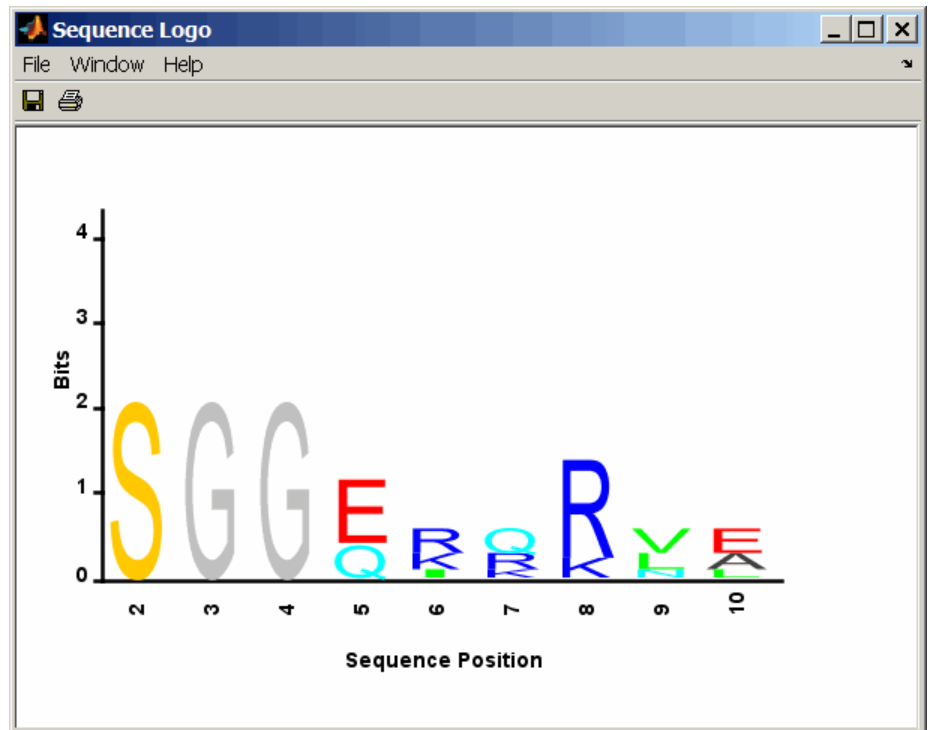 Sequence Logo
File Window Help
4
3
2
1
0
Bits
S G G E R Q R V E
Q K R K L A
I K N L
2 3 4 5 6 7 8 9 10
Sequence Position